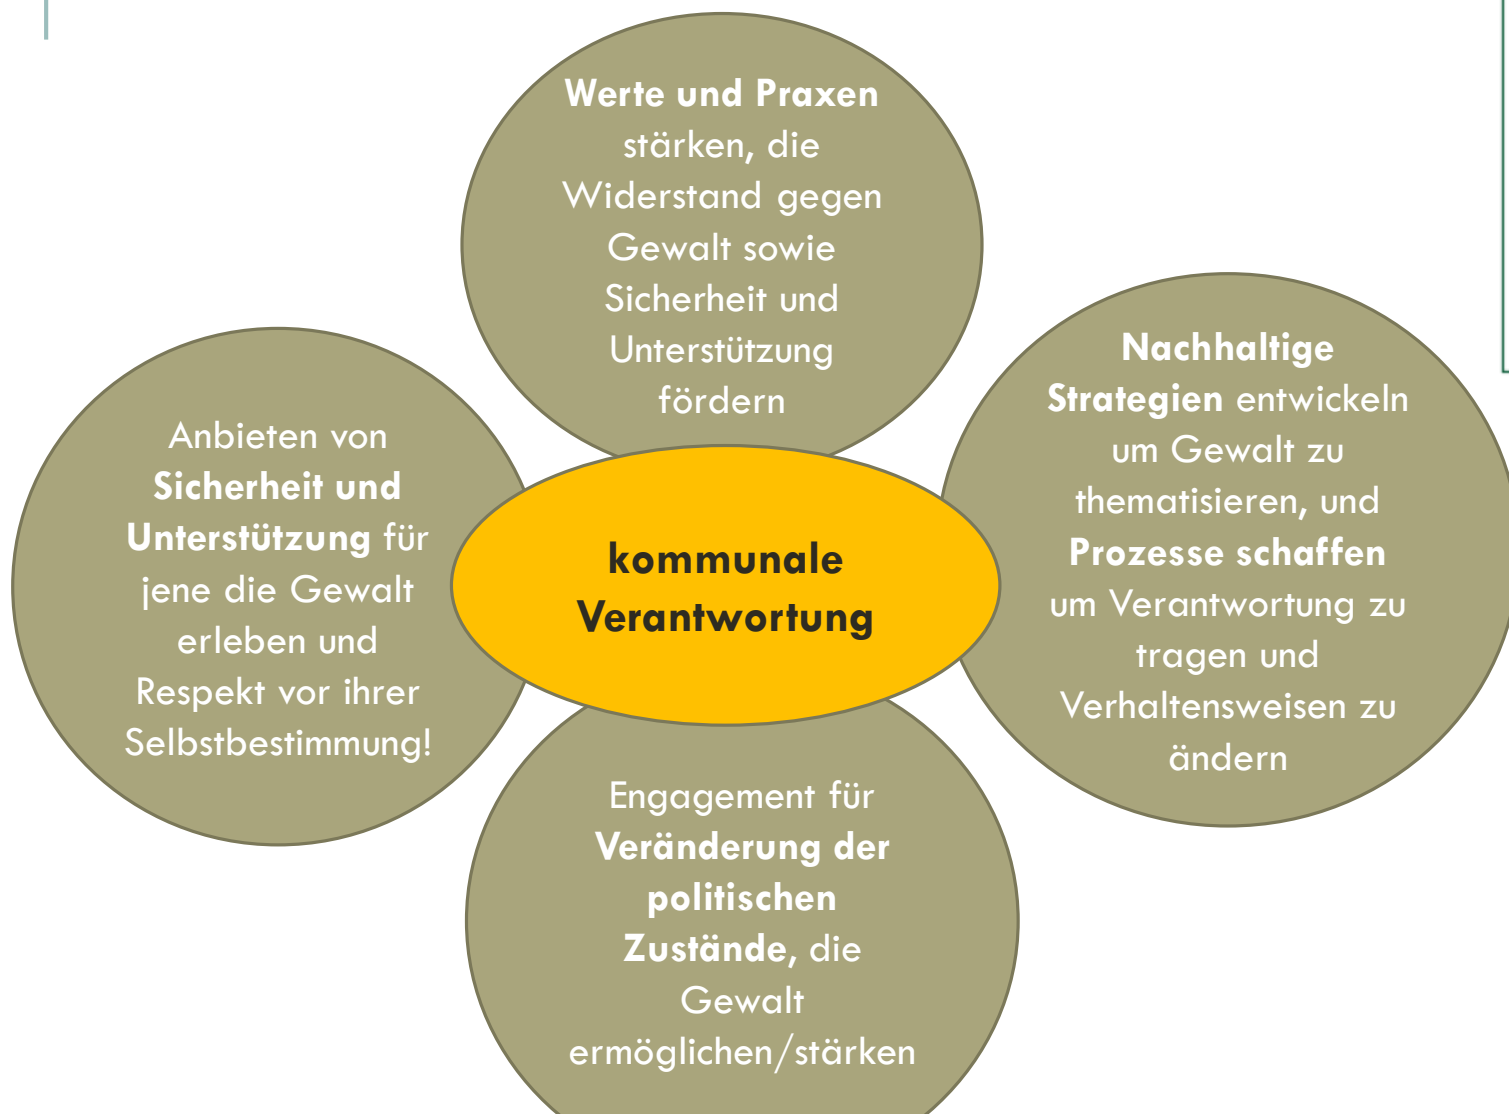 Werte und Praxen
stärken, die
Widerstand gegen
Gewalt sowie
Sicherheit und
Unterstützung
fördern
Anbieten von
Sicherheit und
Unterstützung für
jene die Gewalt
erleben und
Respekt vor ihrer
Selbstbestimmung!
kommunale
Verantwortung
Nachhaltige
Strategien entwickeln
um Gewalt zu
thematisieren, und
Prozesse schaffen
um Verantwortung zu
tragen und
Verhaltensweisen zu
ändern
Engagement für
Veränderung der
politischen
Zustände, die
Gewalt
ermöglichen/stärken